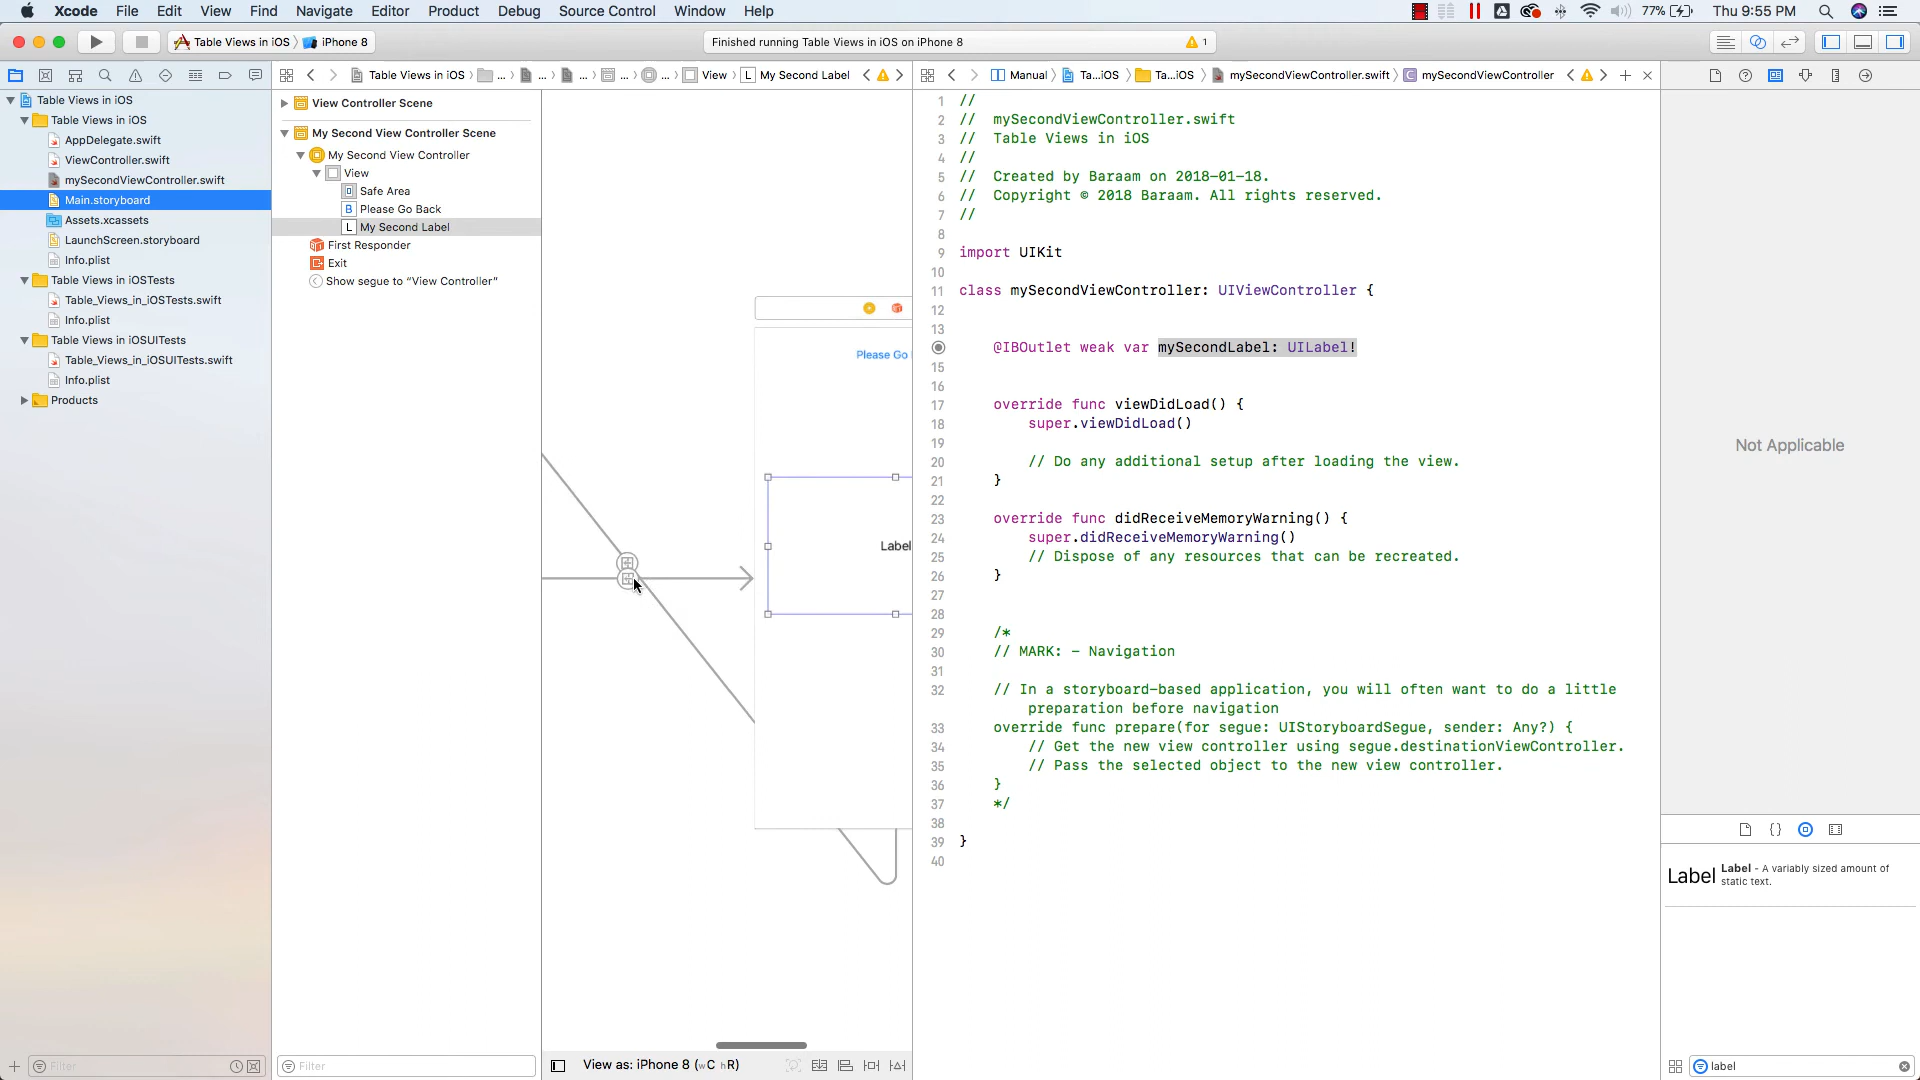 Xcode File Edit View Find Navigate Editor Product Debug Source Control Window Help 77% Thu 9:55 PM
Table Views in iOS iPhone 8 Finished running Table Views in iOS on iPhone 8 1
Table Views in iOS ... ... ... ... View L My Second Label Manual Ta...iOS Ta...iOS mySecondViewController.swift C mySecondViewController
Table Views in iOS
Table Views in iOS
AppDelegate.swift
ViewController.swift
mySecondViewController.swift
Main.storyboard
Assets.xcassets
LaunchScreen.storyboard
Info.plist
Table Views in iOSTests
Table_Views_in_iOSTests.swift
Info.plist
Table Views in iOSUITests
Table_Views_in_iOSUITests.swift
Info.plist
Products
Filter
View Controller Scene
My Second View Controller Scene
My Second View Controller
View
Safe Area
B Please Go Back
L My Second Label
First Responder
Exit
Show segue to “View Controller”
Filter
Please Go
Label
View as: iPhone 8 (wC hR)
1 //
2 // mySecondViewController.swift
3 // Table Views in iOS
4 //
5 // Created by Baraam on 2018-01-18.
6 // Copyright © 2018 Baraam. All rights reserved.
7 //
8
9 import UIKit
10
11 class mySecondViewController: UIViewController {
12
13
@IBOutlet weak var mySecondLabel: UILabel!
15
16
17 override func viewDidLoad() {
18 super.viewDidLoad()
19
20 // Do any additional setup after loading the view.
21 }
22
23 override func didReceiveMemoryWarning() {
24 super.didReceiveMemoryWarning()
25 // Dispose of any resources that can be recreated.
26 }
27
28
29 /*
30 // MARK: - Navigation
31
32 // In a storyboard-based application, you will often want to do a little
preparation before navigation
33 override func prepare(for segue: UIStoryboardSegue, sender: Any?) {
34 // Get the new view controller using segue.destinationViewController.
35 // Pass the selected object to the new view controller.
36 }
37 */
38
39 }
40
Not Applicable
Label Label - A variably sized amount of
static text.
label